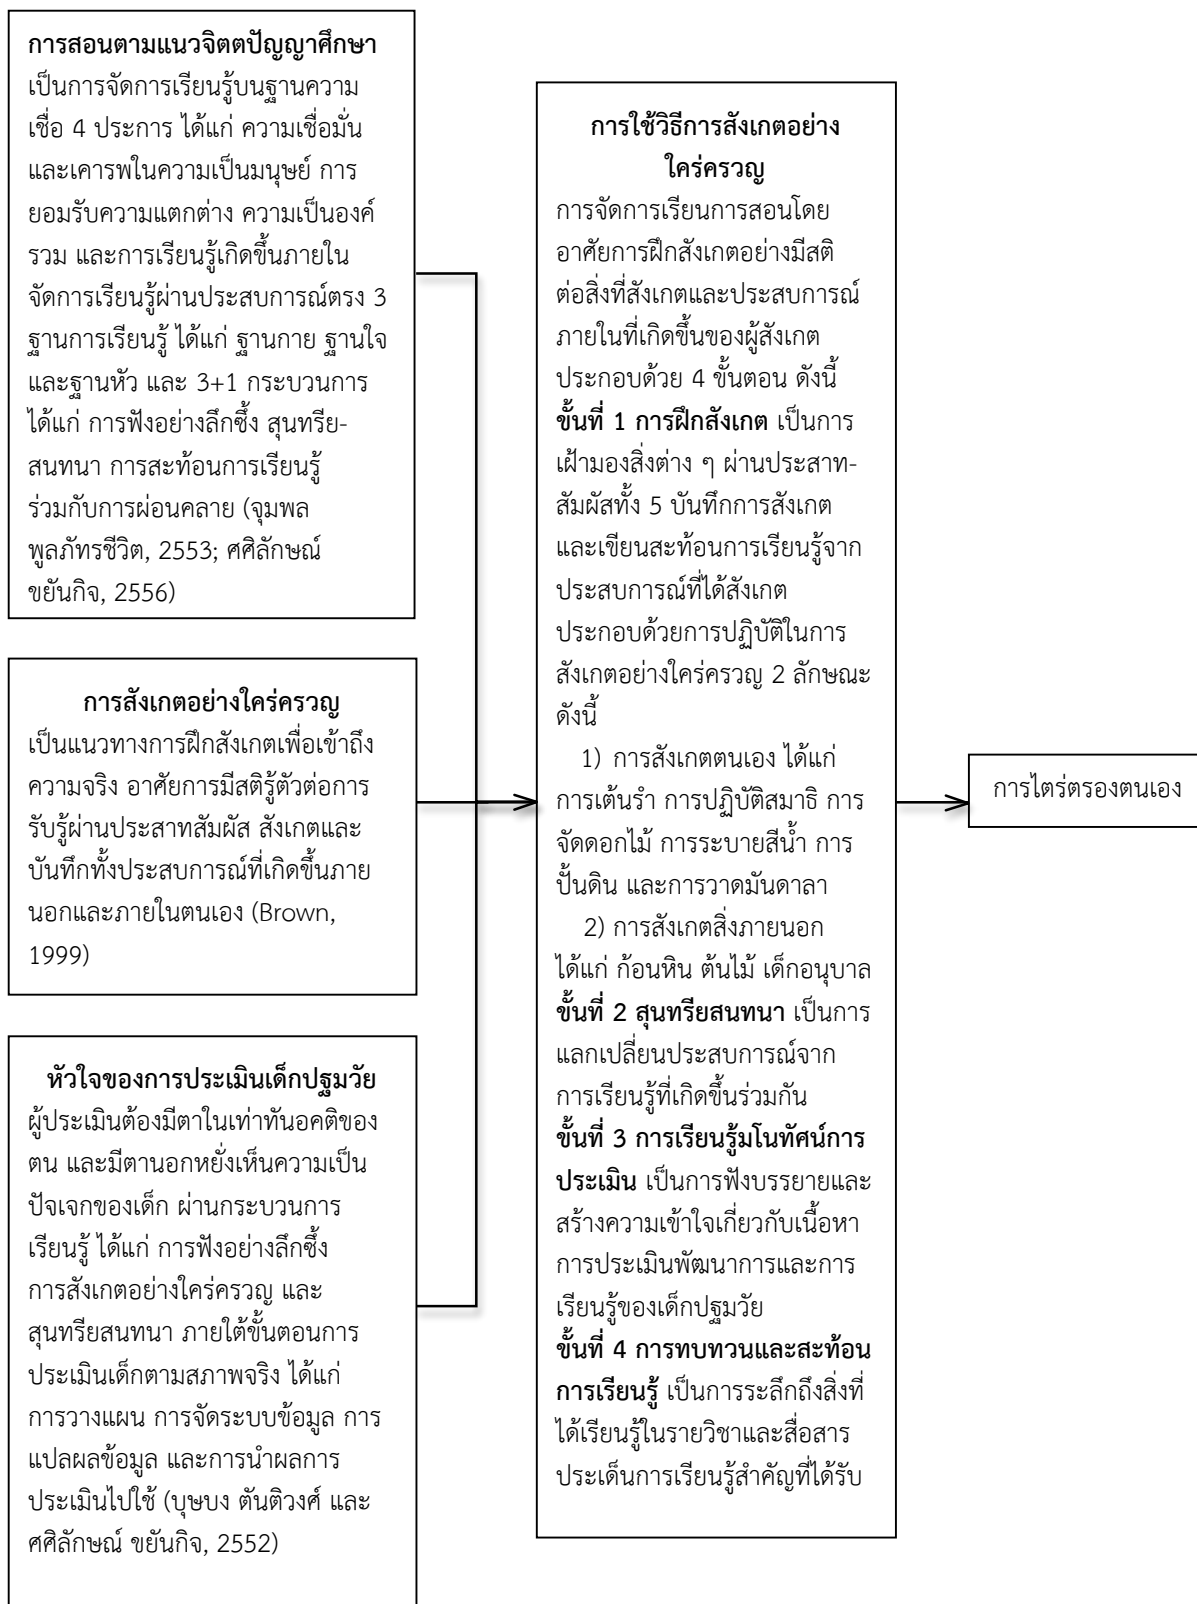 การสอนตามแนวจิตตปัญญาศึกษา
เป็นการจัดการเรียนรู้บนฐานความ
เชื่อ 4 ประการ ได้แก่ ความเชื่อมั่น
และเคารพในความเป็นมนุษย์ การ
ยอมรับความแตกต่าง ความเป็นองค์
รวม และการเรียนรู้เกิดขึ้นภายใน
จัดการเรียนรู้ผ่านประสบการณ์ตรง 3
ฐานการเรียนรู้ ได้แก่ ฐานกาย ฐานใจ
และฐานหัว และ 3+1 กระบวนการ
ได้แก่ การฟังอย่างลึกซึ้ง สุนทรีย-
สนทนา การสะท้อนการเรียนรู้
ร่วมกับการผ่อนคลาย (จุมพล
พูลภัทรชีวิต, 2553; ศศิลักษณ์
ขยันกิจ, 2556)
การสังเกตอย่างใคร่ครวญ
เป็นแนวทางการฝึกสังเกตเพื่อเข้าถึง
ความจริง อาศัยการมีสติรู้ตัวต่อการ
รับรู้ผ่านประสาทสัมผัส สังเกตและ
บันทึกทั้งประสบการณ์ที่เกิดขึ้นภาย
นอกและภายในตนเอง (Brown,
1999)
หัวใจของการประเมินเด็กปฐมวัย
ผู้ประเมินต้องมีตาในเท่าทันอคติของ
ตน และมีตานอกหยั่งเห็นความเป็น
ปัจเจกของเด็ก ผ่านกระบวนการ
เรียนรู้ ได้แก่ การฟังอย่างลึกซึ้ง
การสังเกตอย่างใคร่ครวญ และ
สุนทรียสนทนา ภายใต้ขั้นตอนการ
ประเมินเด็กตามสภาพจริง ได้แก่
การวางแผน การจัดระบบข้อมูล การ
แปลผลข้อมูล และการนำผลการ
ประเมินไปใช้ (บุษบง ตันติวงศ์ และ
ศศิลักษณ์ ขยันกิจ, 2552)
การใช้วิธีการสังเกตอย่าง
ใคร่ครวญ
การจัดการเรียนการสอนโดย
อาศัยการฝึกสังเกตอย่างมีสติ
ต่อสิ่งที่สังเกตและประสบการณ์
ภายในที่เกิดขึ้นของผู้สังเกต
ประกอบด้วย 4 ขั้นตอน ดังนี้
ขั้นที่ 1 การฝึกสังเกต เป็นการ
เฝ้ามองสิ่งต่าง ๆ ผ่านประสาท-
สัมผัสทั้ง 5 บันทึกการสังเกต
และเขียนสะท้อนการเรียนรู้จาก
ประสบการณ์ที่ได้สังเกต
ประกอบด้วยการปฏิบัติในการ
สังเกตอย่างใคร่ครวญ 2 ลักษณะ
ดังนี้
1) การสังเกตตนเอง ได้แก่
การเต้นรำ การปฏิบัติสมาธิ การ
จัดดอกไม้ การระบายสีน้ำ การ
ปั้นดิน และการวาดมันดาลา
2) การสังเกตสิ่งภายนอก
ได้แก่ ก้อนหิน ต้นไม้ เด็กอนุบาล
ขั้นที่ 2 สุนทรียสนทนา เป็นการ
แลกเปลี่ยนประสบการณ์จาก
การเรียนรู้ที่เกิดขึ้นร่วมกัน
ขั้นที่ 3 การเรียนรู้มโนทัศน์การ
ประเมิน เป็นการฟังบรรยายและ
สร้างความเข้าใจเกี่ยวกับเนื้อหา
การประเมินพัฒนาการและการ
เรียนรู้ของเด็กปฐมวัย
ขั้นที่ 4 การทบทวนและสะท้อน
การเรียนรู้ เป็นการระลึกถึงสิ่งที่
ได้เรียนรู้ในรายวิชาและสื่อสาร
ประเด็นการเรียนรู้สำคัญที่ได้รับ
การไตร่ตรองตนเอง